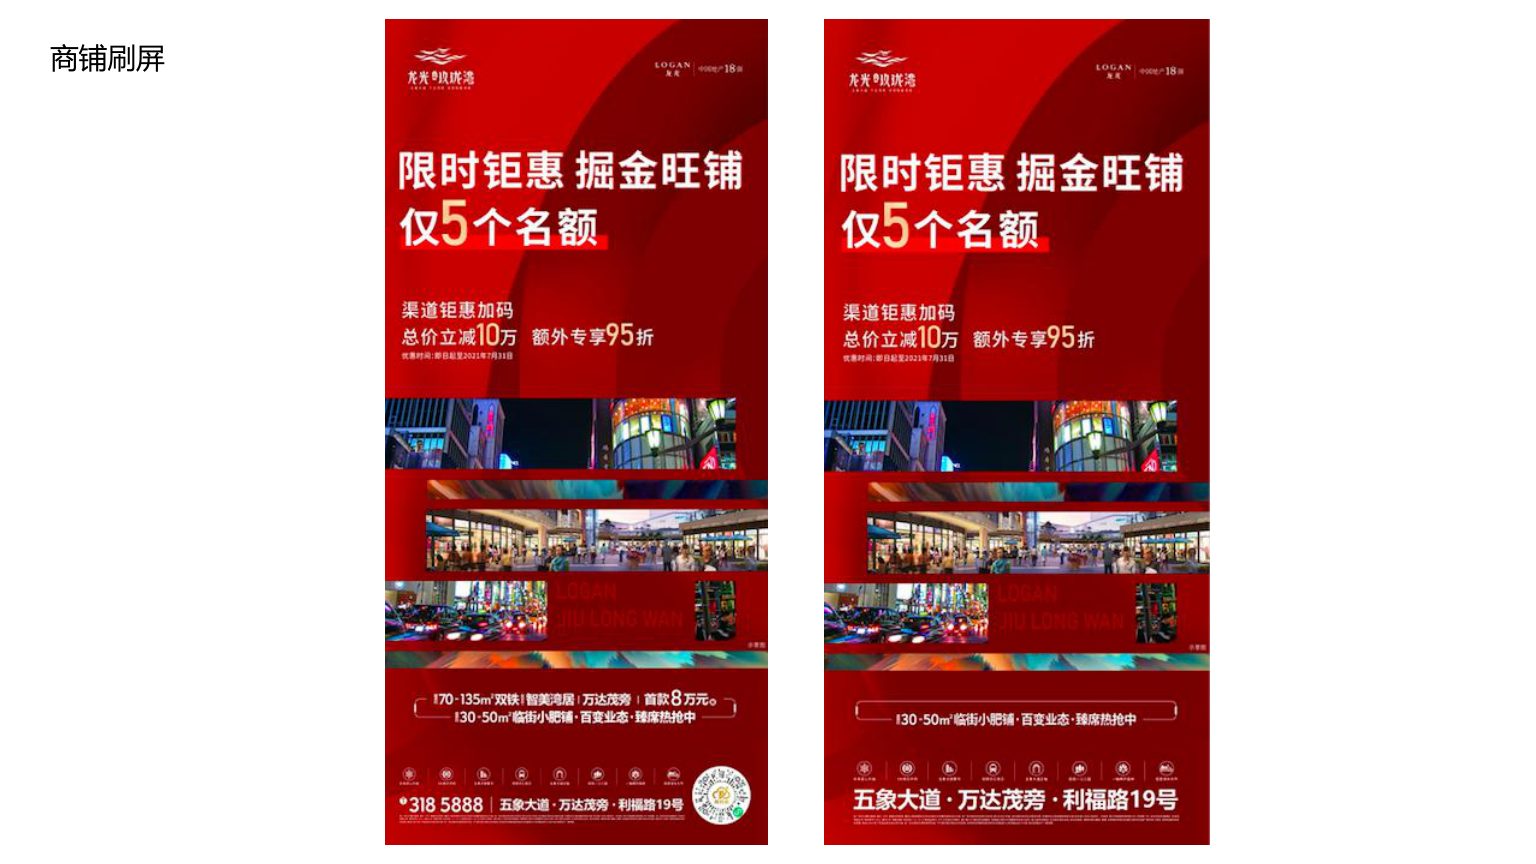 商铺刷屏
龙光 玖珑湾
LOGAN
龙光
中国地产18强
限时钜惠 掘金旺铺
仅5个名额
渠道钜惠加码
总价立减10万 额外专享95折
优惠时间：即日起至2021年7月31日
LOGAN
JIU LONG WAN
示意图
70-135㎡双铁 智美湾居 | 万达茂旁 | 首款8万元起
30-50㎡临街小肥铺·百变业态·臻席热抢中
318 5888 | 五象大道·万达茂旁·利福路19号
龙光 玖珑湾
LOGAN
龙光
中国地产18强
限时钜惠 掘金旺铺
仅5个名额
渠道钜惠加码
总价立减10万 额外专享95折
优惠时间：即日起至2021年7月31日
LOGAN
JIU LONG WAN
示意图
30-50㎡临街小肥铺·百变业态·臻席热抢中
五象大道·万达茂旁·利福路19号